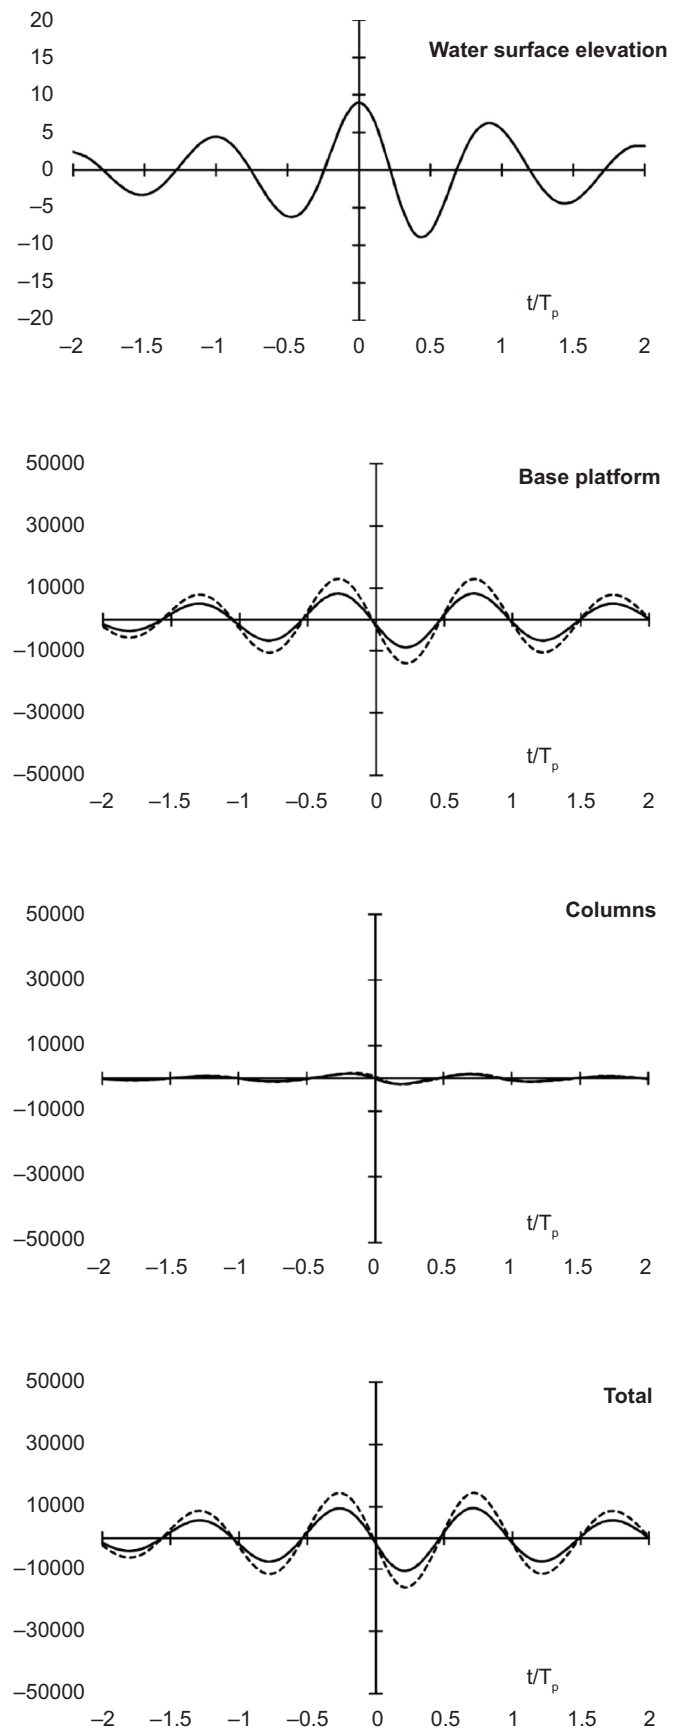 20
Water surface elevation
15
10
5
0
–5
–10
–15
t/Tp
–20
–2 –1.5 –1 –0.5 0 0.5 1 1.5 2
50000
Base platform
30000
10000
–10000
–30000
t/Tp
–50000
–2 –1.5 –1 –0.5 0 0.5 1 1.5 2
50000
Columns
30000
10000
–10000
–30000
t/Tp
–50000
–2 –1.5 –1 –0.5 0 0.5 1 1.5 2
50000
Total
30000
10000
–10000
–30000
t/Tp
–50000
–2 –1.5 –1 –0.5 0 0.5 1 1.5 2